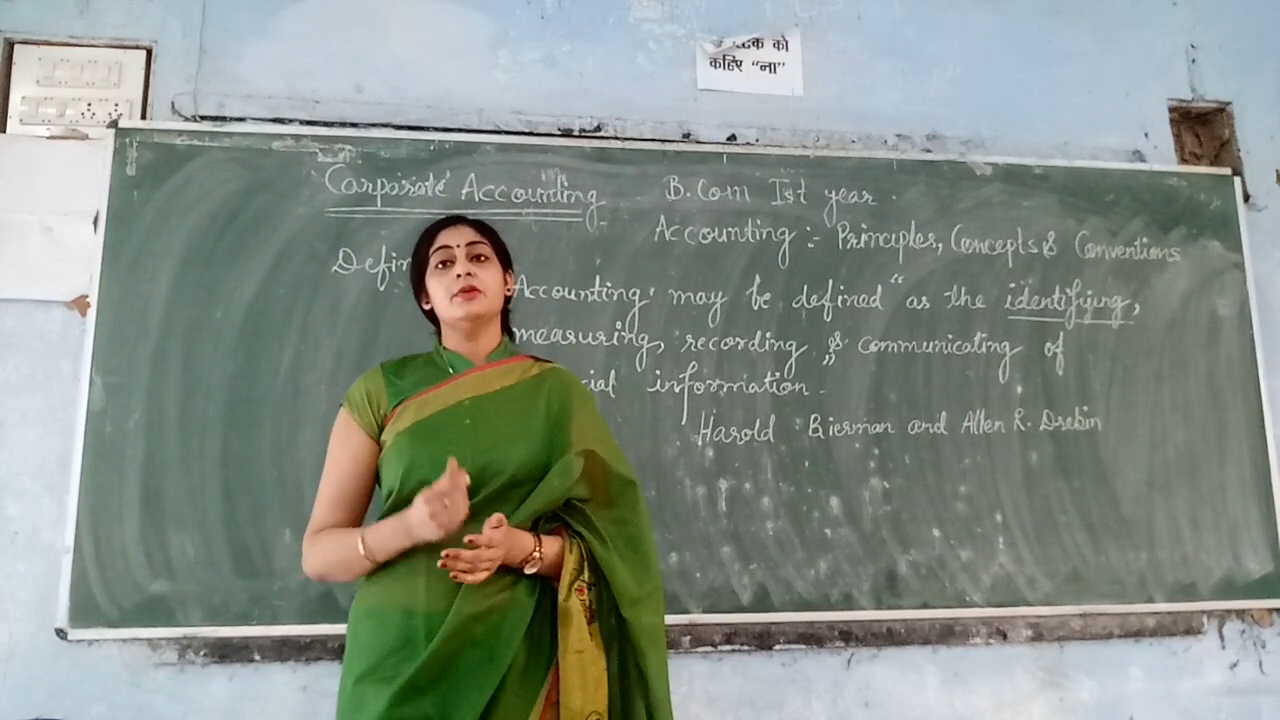 को
कहिए “ना”
Corporate Accounting B.Com Ist year.
Accounting :- Principles, Concepts & Conventions
Defin
Accounting may be defined “as the identifying,
measuring, recording & communicating of
cial information.”
Harold Bierman and Allen R. Drebin